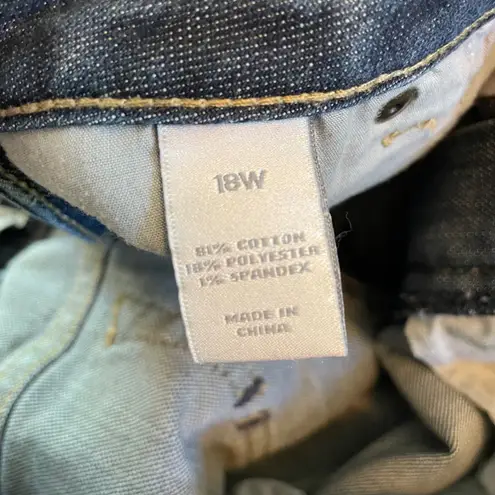 18W
81% COTTON
18% POLYESTER
1% SPANDEX
MADE IN
CHINA